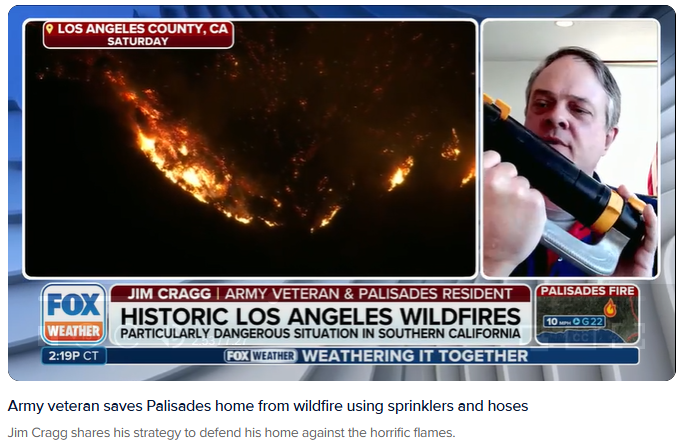 LOS ANGELES COUNTY, CA
SATURDAY
JIM CRAGG | ARMY VETERAN & PALISADES RESIDENT
PALISADES FIRE
FOX
WEATHER
HISTORIC LOS ANGELES WILDFIRES
PARTICULARLY DANGEROUS SITUATION IN SOUTHERN CALIFORNIA
10 MPH G22
2:19P CT
FOX WEATHER WEATHERING IT TOGETHER
Army veteran saves Palisades home from wildfire using sprinklers and hoses
Jim Cragg shares his strategy to defend his home against the horrific flames.